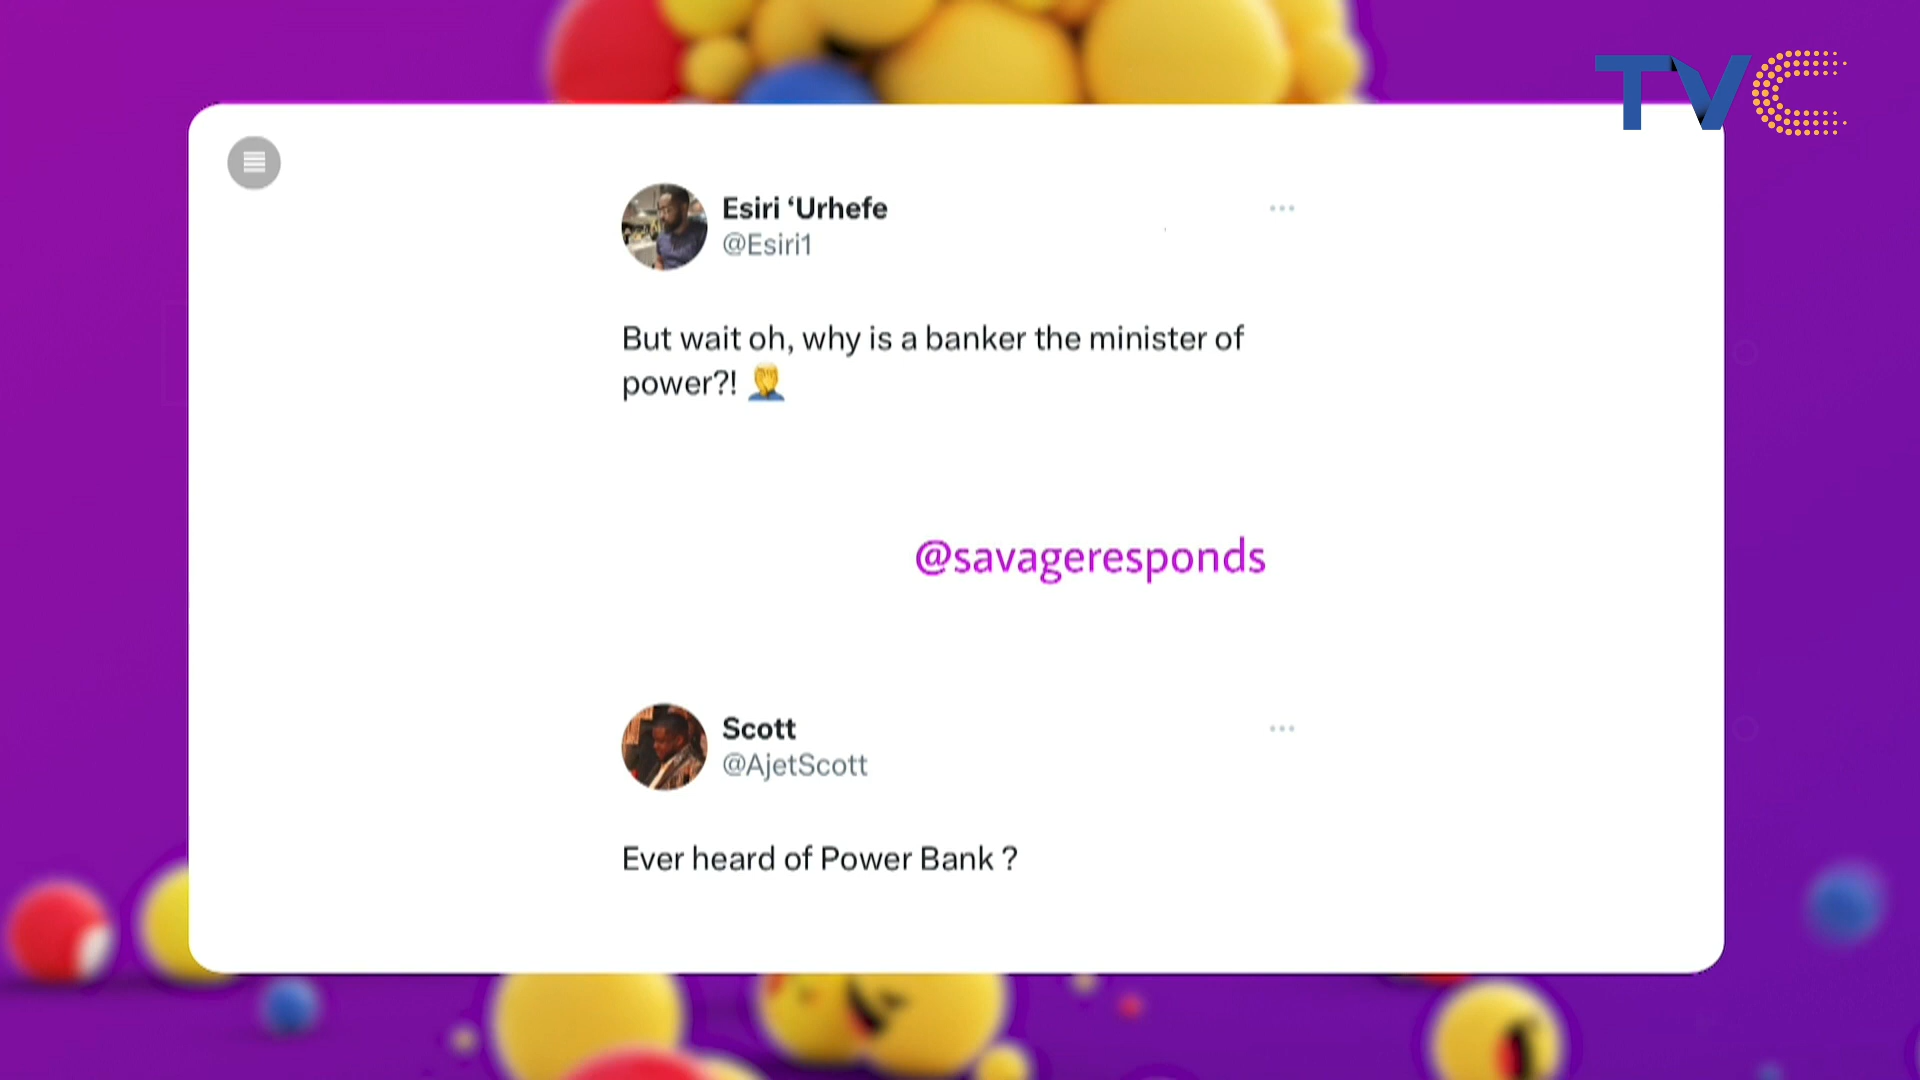 TVC
Esiri ‘Urhefe
@Esiri1
But wait oh, why is a banker the minister of
power?! 🤦‍♂️
@savageresponds
Scott
@AjetScott
Ever heard of Power Bank ?